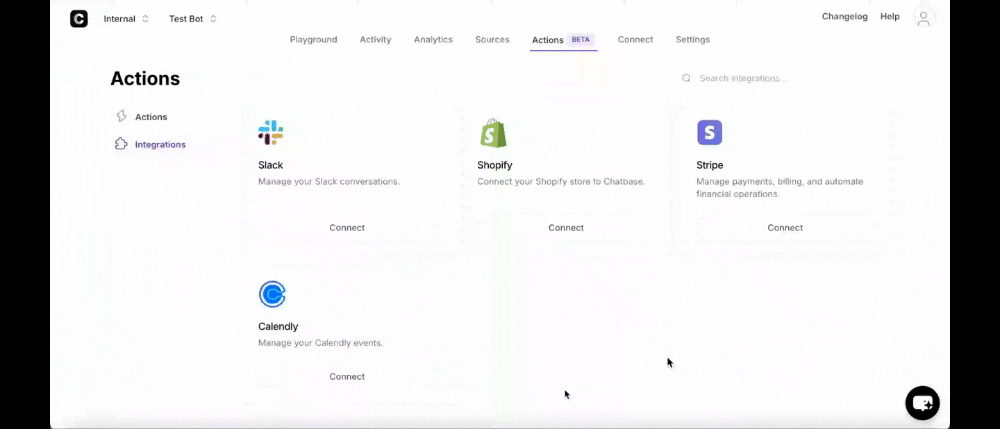 Internal
Test Bot
Changelog
Help
Playground
Activity
Analytics
Sources
Actions BETA
Connect
Settings
Actions
Search integrations...
Actions
Integrations
Slack
Manage your Slack conversations.
Connect
Shopify
Connect your Shopify store to Chatbase.
Connect
Stripe
Manage payments, billing, and automate
financial operations.
Connect
Calendly
Manage your Calendly events.
Connect